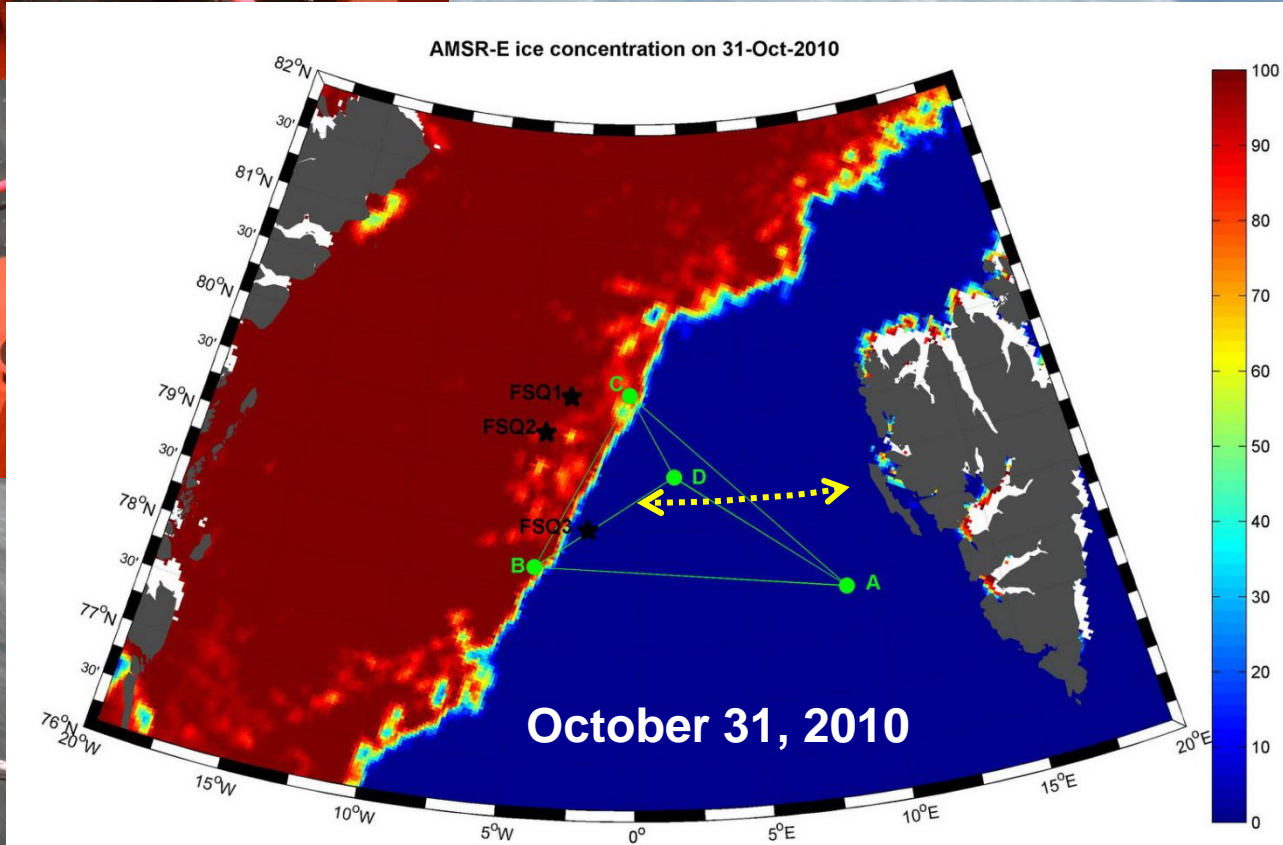 AMSR-E ice concentration on 31-Oct-2010
82°N
30'
81°N
30'
80°N
30'
79°N
30'
78°N
30'
77°N
30'
76°N
20°W
15°W
10°W
5°W
0°
5°E
10°E
15°E
20°E
FSQ1
FSQ2
FSQ3
C
D
B
A
October 31, 2010
100
90
80
70
60
50
40
30
20
10
0